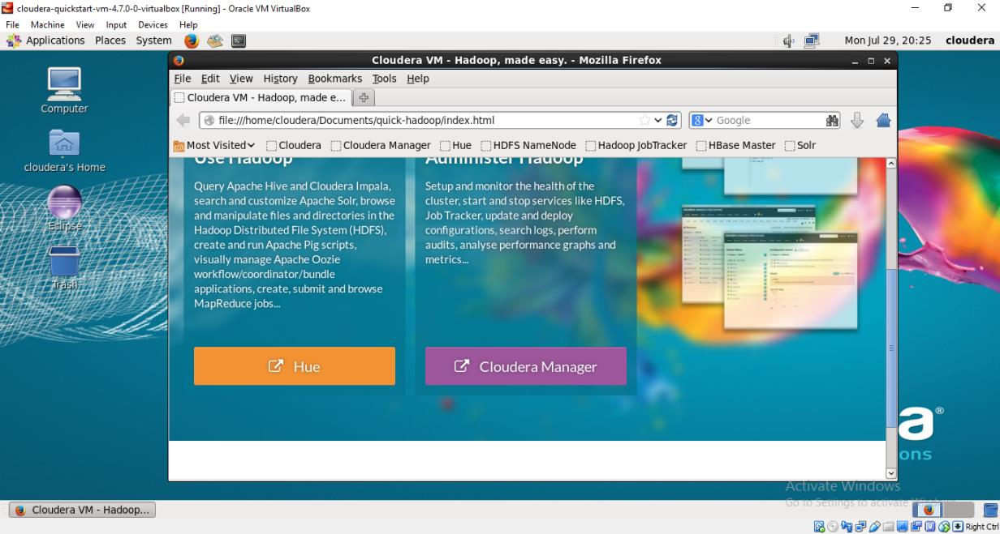 cloudera-quickstart-vm-4.7.0-0-virtualbox [Running] - Oracle VM VirtualBox
File Machine View Input Devices Help
Applications Places System
Mon Jul 29, 20:25 cloudera
Computer
cloudera's Home
Eclipse
Trash
Cloudera VM - Hadoop, made easy. - Mozilla Firefox
File Edit View History Bookmarks Tools Help
Cloudera VM - Hadoop, made e...
file:///home/cloudera/Documents/quick-hadoop/index.html
Google
Most Visited Cloudera Cloudera Manager Hue HDFS NameNode Hadoop JobTracker HBase Master Solr
Use Hadoop
Query Apache Hive and Cloudera Impala,
search and customize Apache Solr, browse
and manipulate files and directories in the
Hadoop Distributed File System (HDFS),
create and run Apache Pig scripts,
visually manage Apache Oozie
workflow/coordinator/bundle
applications, create, submit and browse
MapReduce jobs...
Hue
Administer Hadoop
Setup and monitor the health of the
cluster, start and stop services like HDFS,
Job Tracker, update and deploy
configurations, search logs, perform
audits, analyse performance graphs and
metrics...
Cloudera Manager
a®
ons
Activate Windows
Go to Settings to activate
Cloudera VM - Hadoop...
Right Ctrl